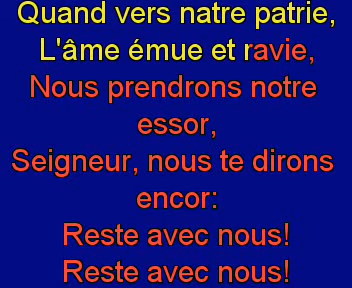 Quand vers natre patrie,
L'âme émue et ravie,
Nous prendrons notre
essor,
Seigneur, nous te dirons
encor:
Reste avec nous!
Reste avec nous!